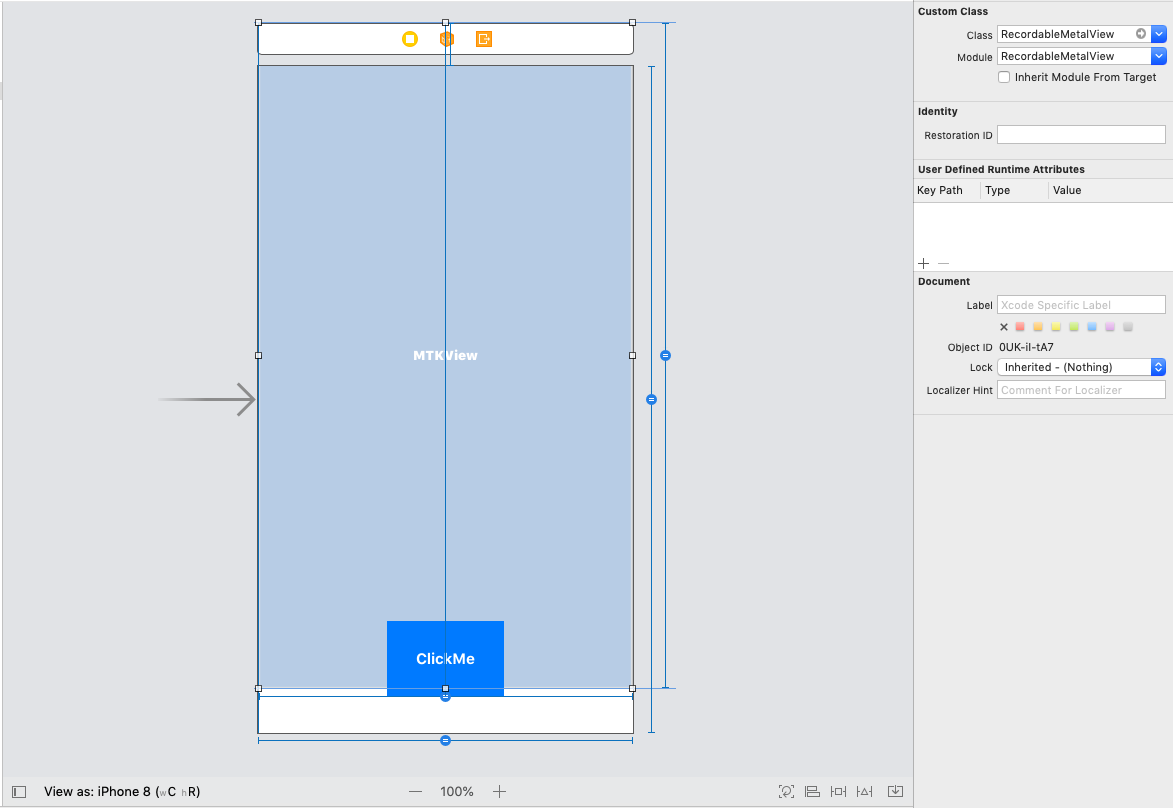 MTKView
ClickMe
View as: iPhone 8 (wC hR)
100%
Custom Class
Class RecordableMetalView
Module RecordableMetalView
Inherit Module From Target
Identity
Restoration ID
User Defined Runtime Attributes
Key Path Type Value
Document
Label Xcode Specific Label
Object ID 0UK-iI-tA7
Lock Inherited - (Nothing)
Localizer Hint Comment For Localizer